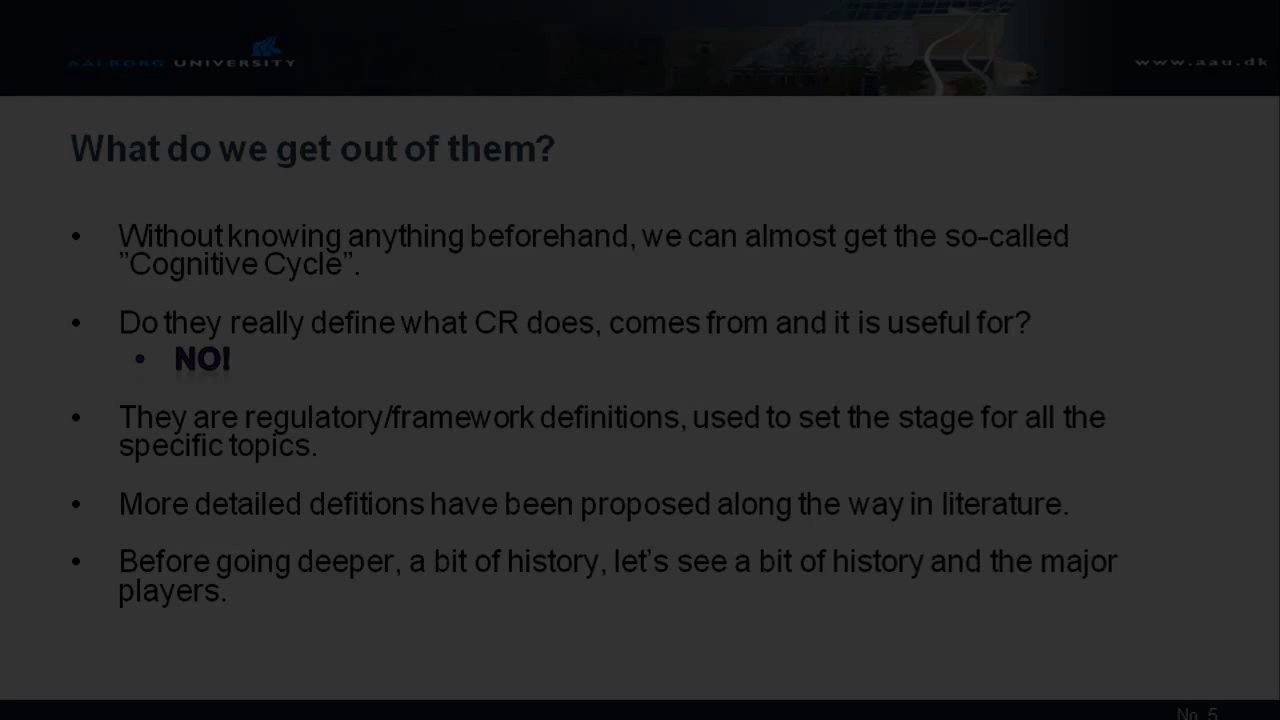 AALBORG UNIVERSITY
www.aau.dk
What do we get out of them?
• Without knowing anything beforehand, we can almost get the so-called
”Cognitive Cycle”.
• Do they really define what CR does, comes from and it is useful for?
• NO!
• They are regulatory/framework definitions, used to set the stage for all the
specific topics.
• More detailed defitions have been proposed along the way in literature.
• Before going deeper, a bit of history, let’s see a bit of history and the major
players.
No. 5